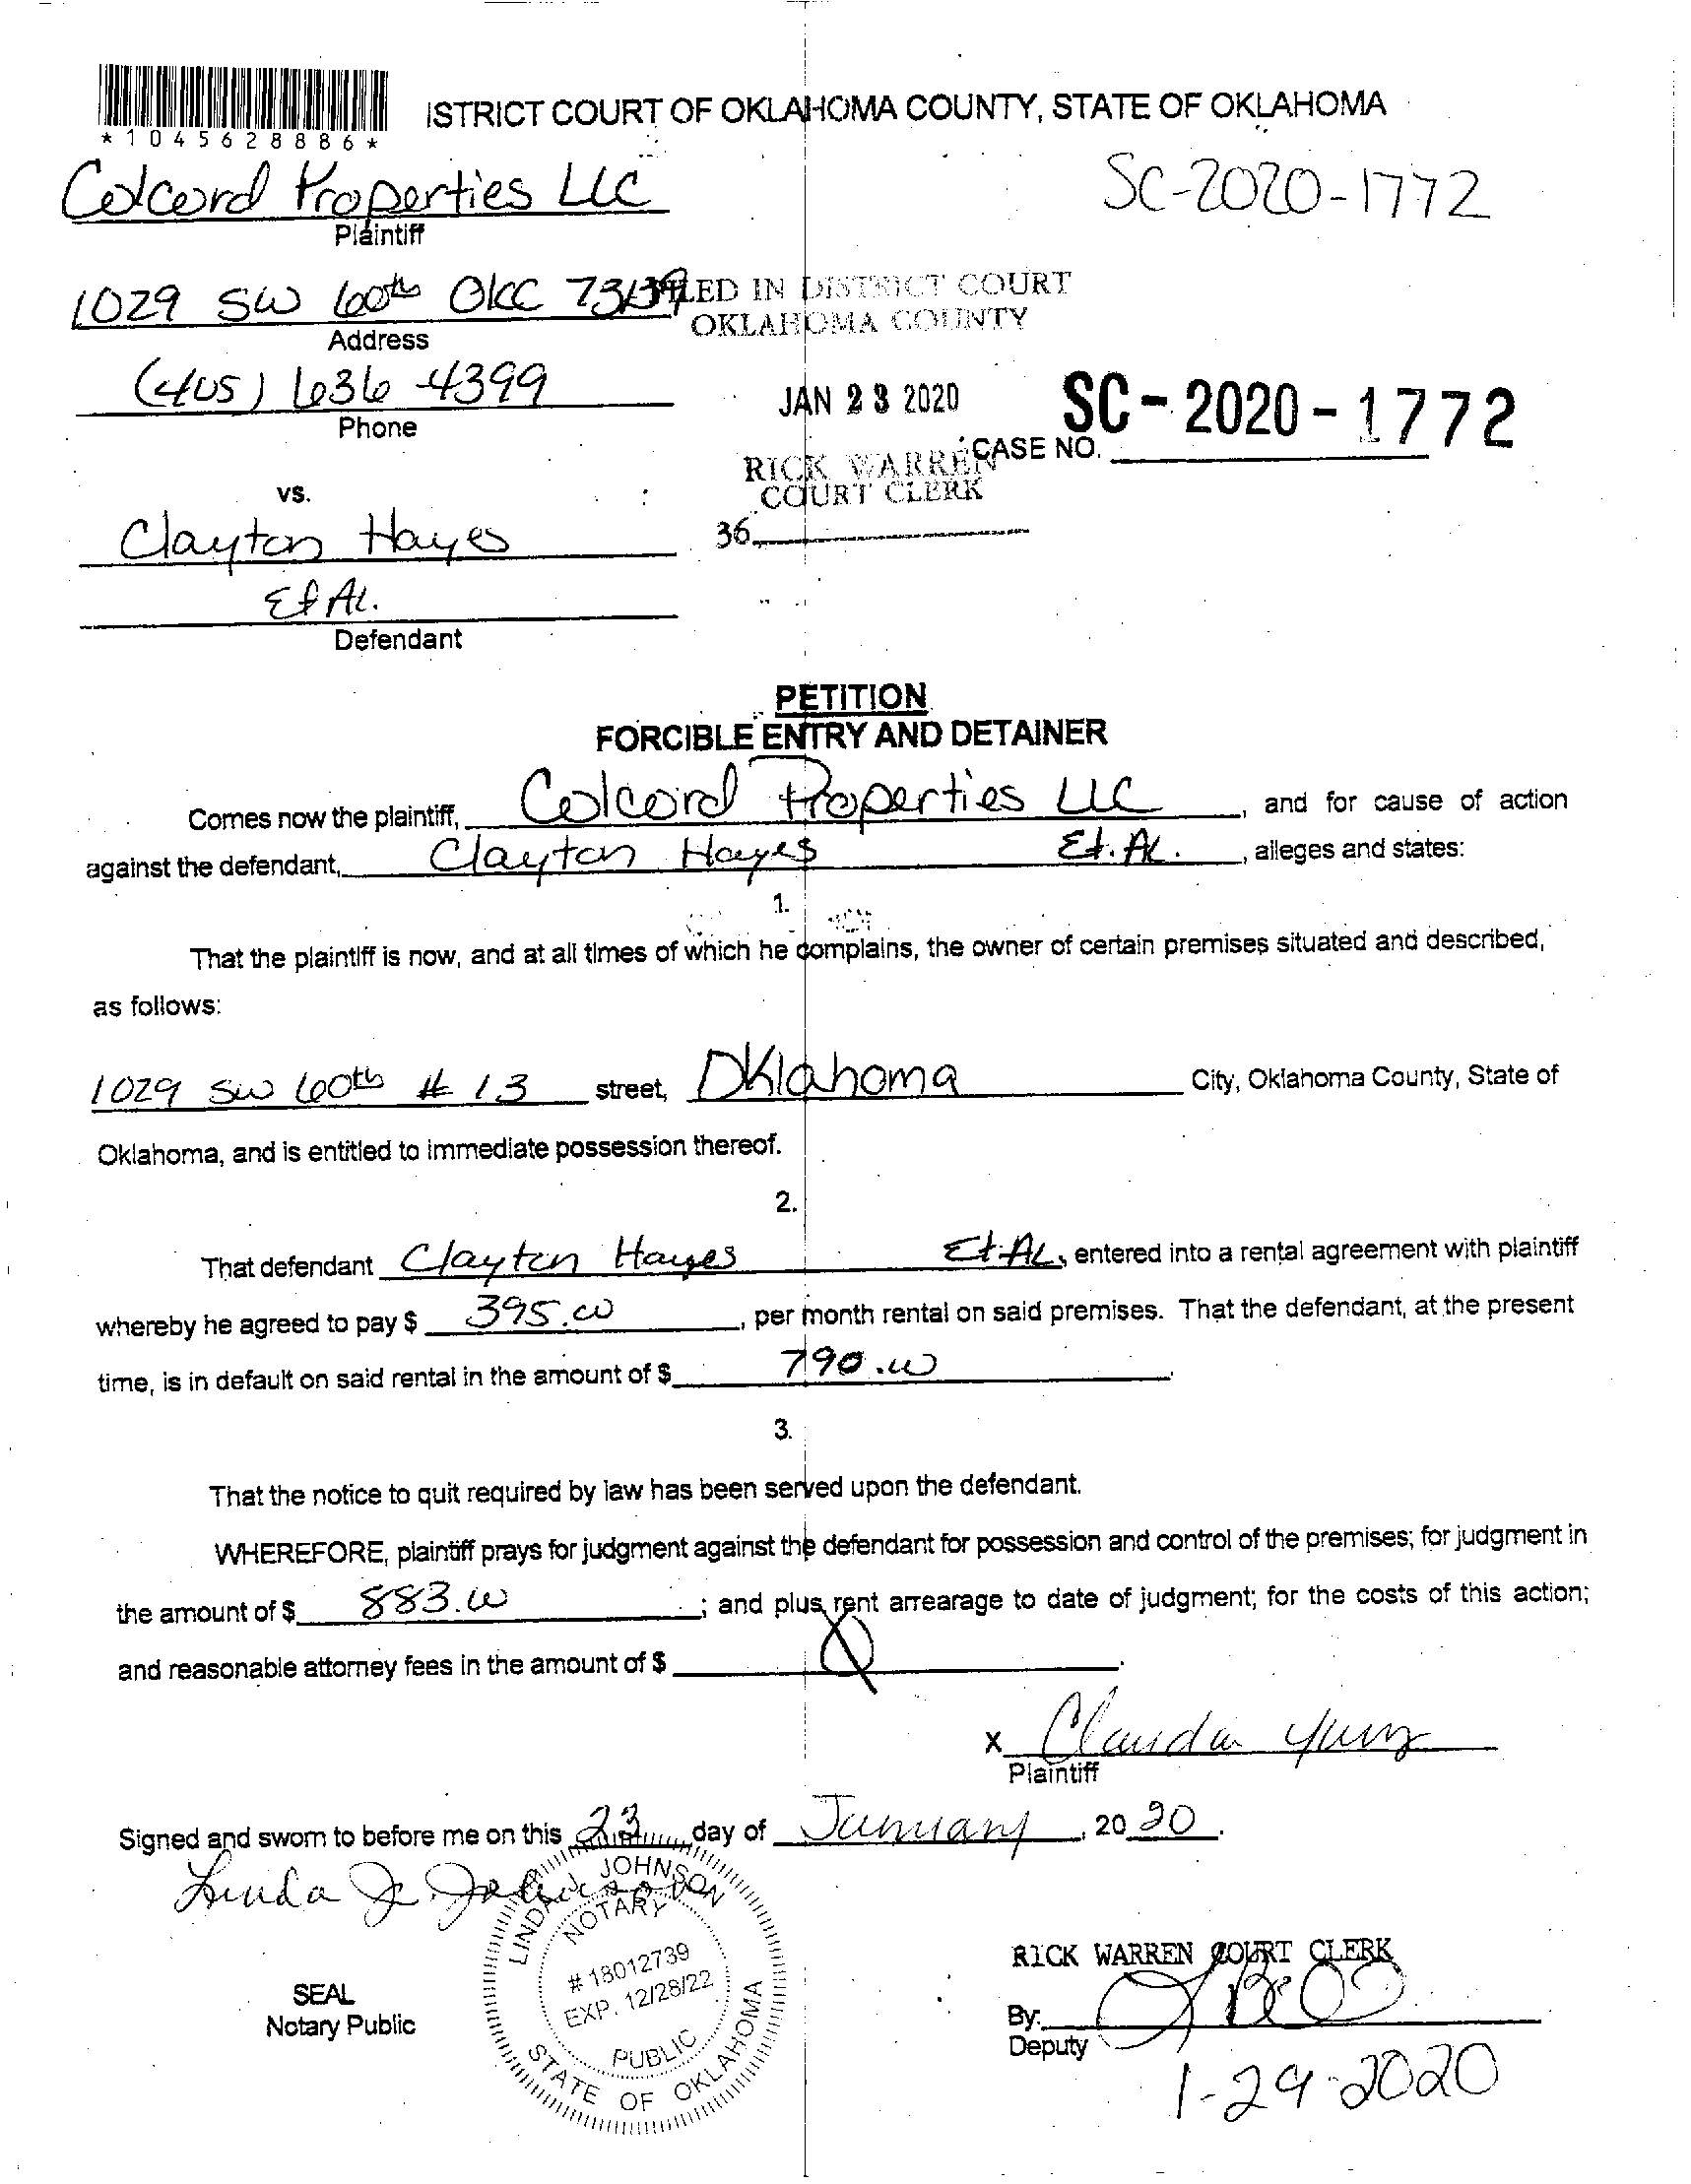 *1045628886*
ISTRICT COURT OF OKLAHOMA COUNTY, STATE OF OKLAHOMA
Colcord Properties LLC
SC-2020-1772
Plaintiff
1029 SW 60th OKC 73139
FILED IN DISTRICT COURT
OKLAHOMA COUNTY
Address
(405) 636-4399
JAN 23 2020
SC-2020-1772
Phone
CASE NO.
RICK WARREN
COURT CLERK
vs.
36
Clayton Hayes
Et Al.
Defendant
PETITION
FORCIBLE ENTRY AND DETAINER
Comes now the plaintiff, Colcord Properties LLC, and for cause of action
against the defendant, Clayton Hayes Et. Al., alleges and states:
1.
That the plaintiff is now, and at all times of which he complains, the owner of certain premises situated and described,
as follows:
1029 SW 60th # 13 street, Oklahoma City, Oklahoma County, State of
Oklahoma, and is entitled to immediate possession thereof.
2.
That defendant Clayton Hayes Et AL, entered into a rental agreement with plaintiff
whereby he agreed to pay $ 395.00, per month rental on said premises. That the defendant, at the present
time, is in default on said rental in the amount of $ 790.00.
3.
That the notice to quit required by law has been served upon the defendant.
WHEREFORE, plaintiff prays for judgment against the defendant for possession and control of the premises; for judgment in
the amount of $ 883.00; and plus rent arrearage to date of judgment; for the costs of this action;
and reasonable attorney fees in the amount of $ 0.
X Claudia
Plaintiff
Signed and sworn to before me on this 23 day of January, 2020.
Linda J. Johnson
LINDA J. JOHNSON
NOTARY
# 18012739
EXP. 12/28/22
PUBLIC
STATE OF OKLAHOMA
SEAL
Notary Public
RICK WARREN COURT CLERK
By:
Deputy
1-29-2020